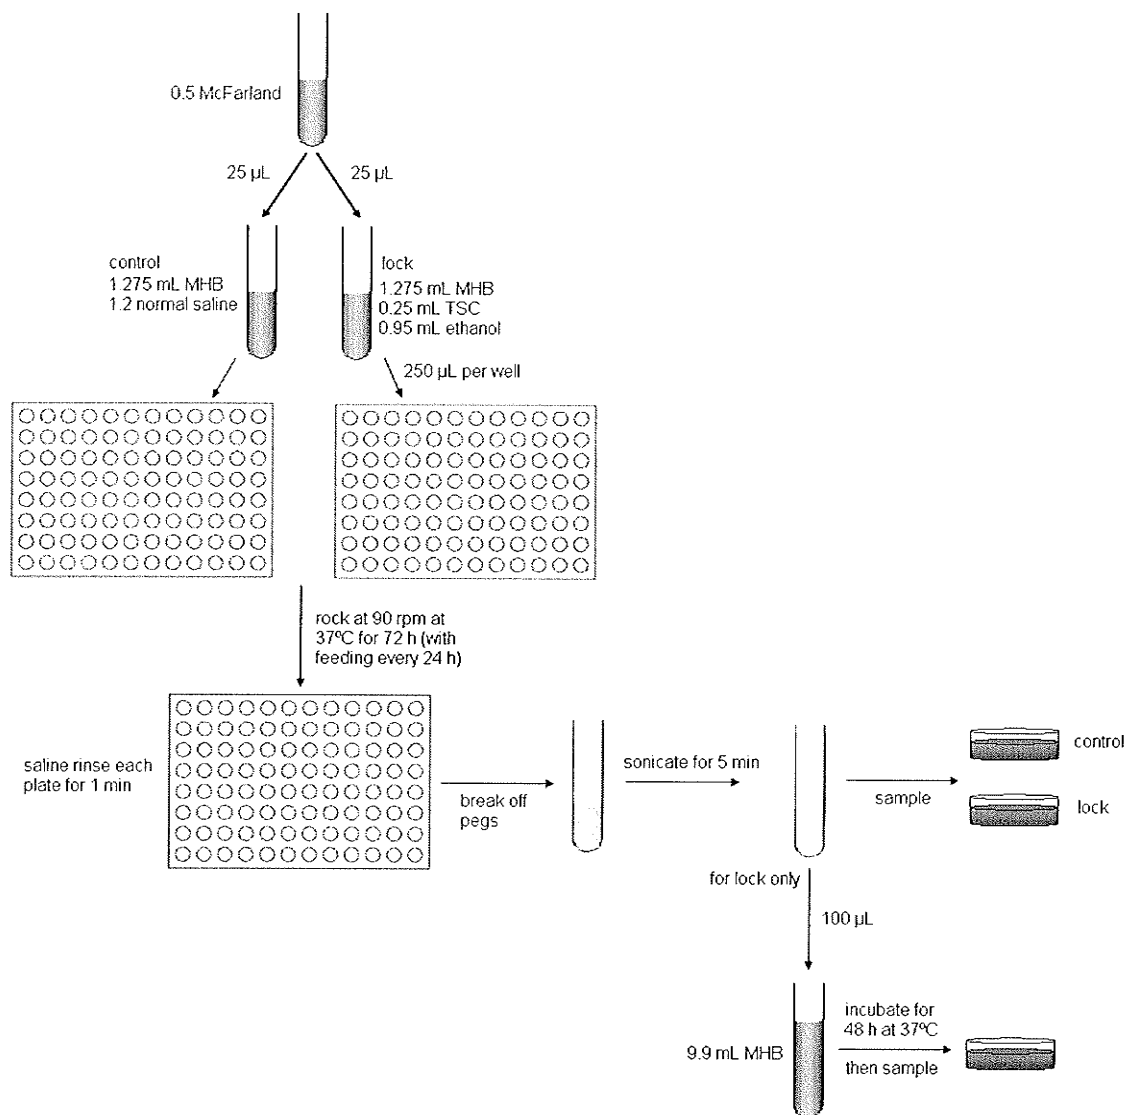 0.5 McFarland
25 µL
25 µL
control
1.275 mL MHB
1.2 normal saline
lock
1.275 mL MHB
0.25 mL TSC
0.95 mL ethanol
250 µL per well
rock at 90 rpm at
37ºC for 72 h (with
feeding every 24 h)
saline rinse each
plate for 1 min
break off
pegs
sonicate for 5 min
sample
control
lock
for lock only
100 µL
9.9 mL MHB
incubate for
48 h at 37ºC
then sample